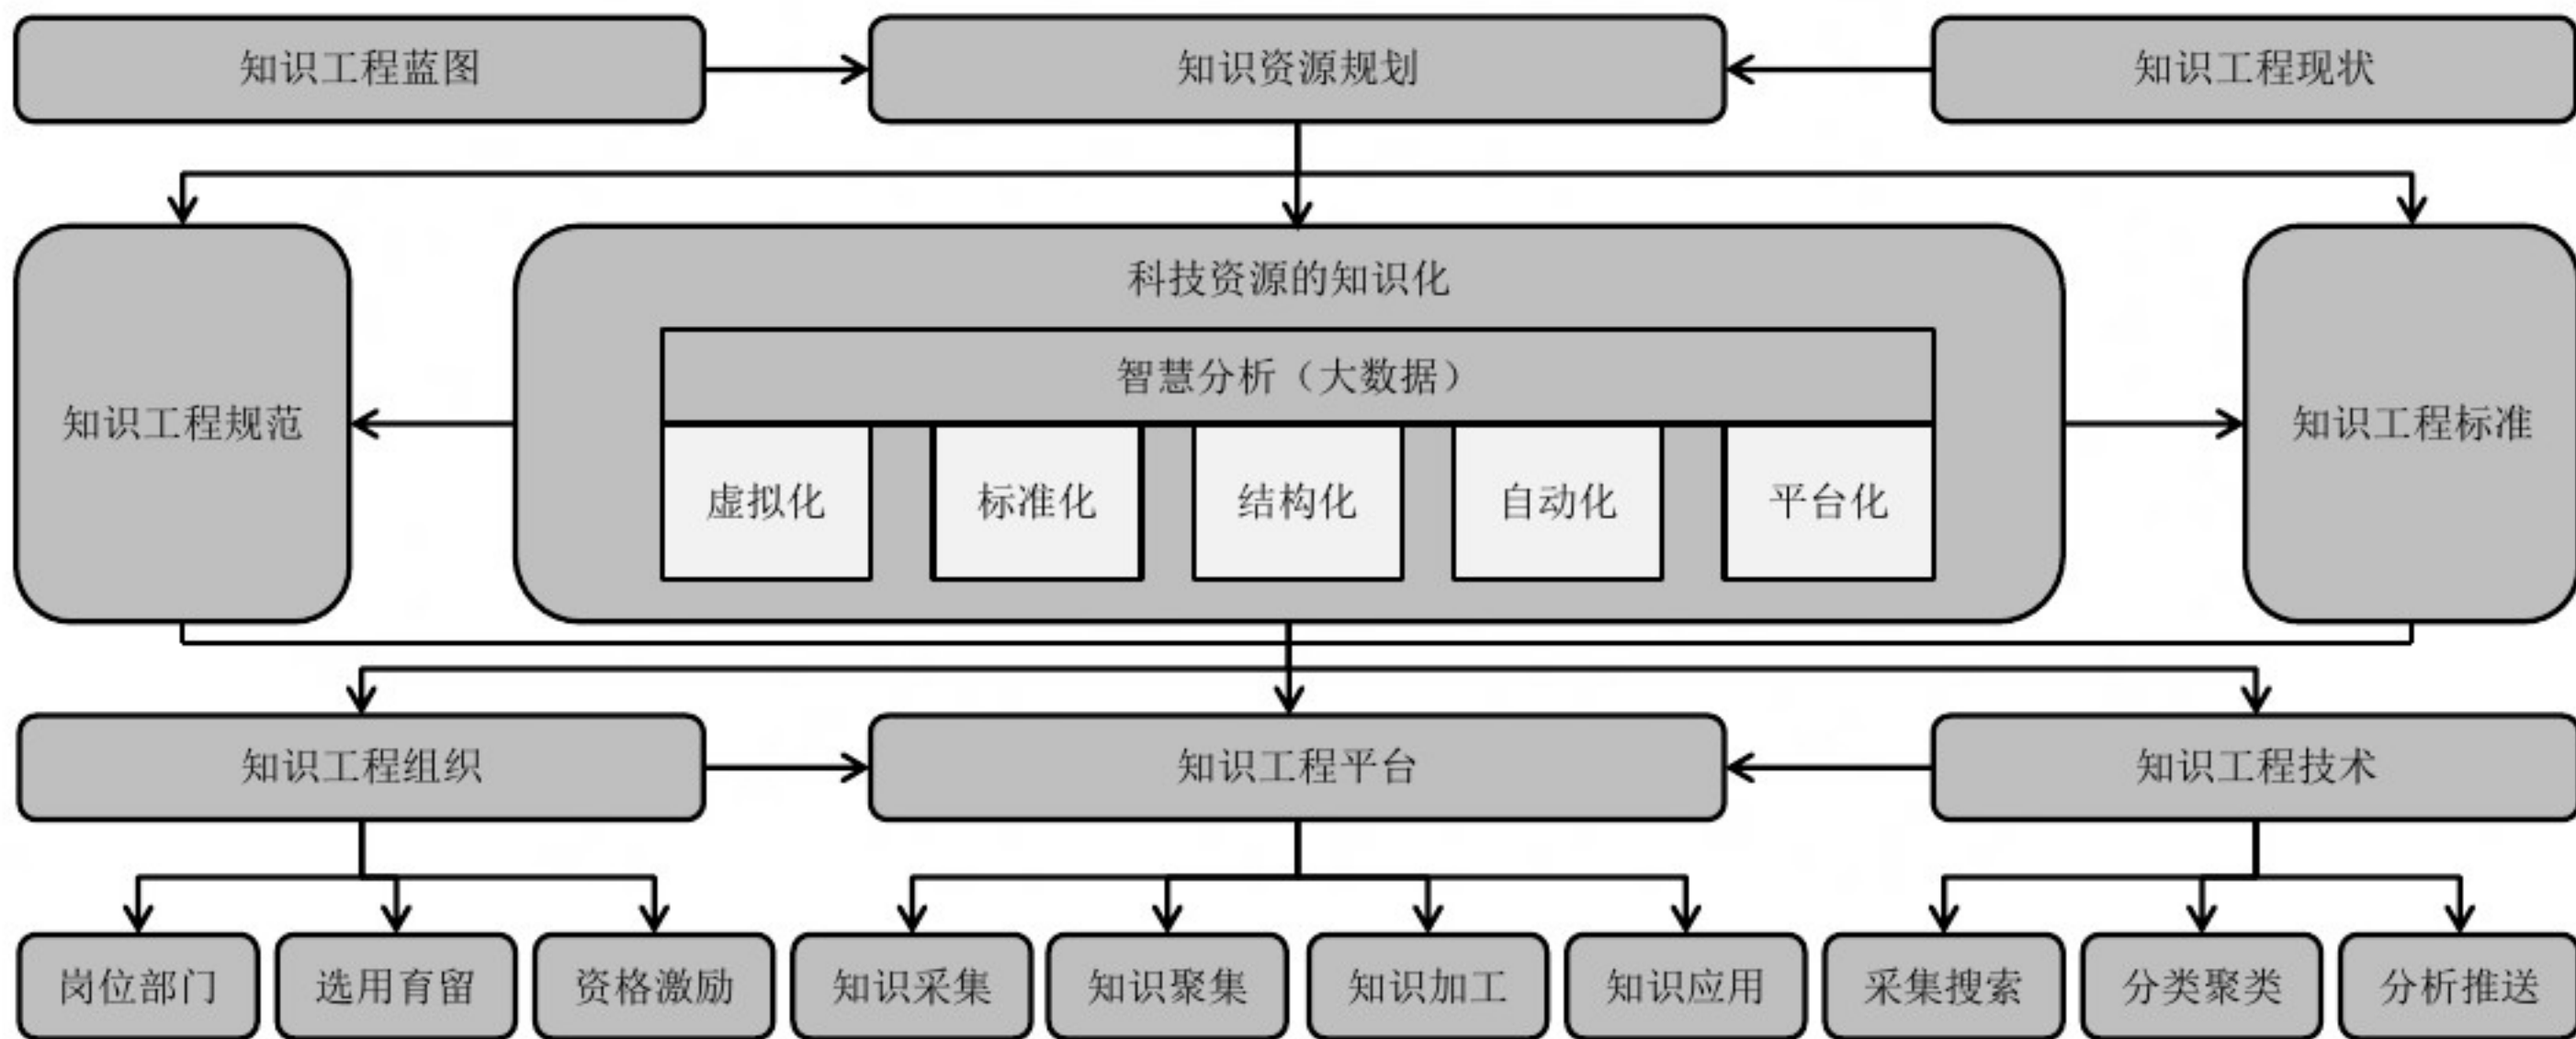 知识工程蓝图
知识资源规划
知识工程现状
科技资源的知识化
智慧分析（大数据）
知识工程规范
知识工程标准
虚拟化
标准化
结构化
自动化
平台化
知识工程组织
知识工程平台
知识工程技术
岗位部门
选用育留
资格激励
知识采集
知识聚集
知识加工
知识应用
采集搜索
分类聚类
分析推送